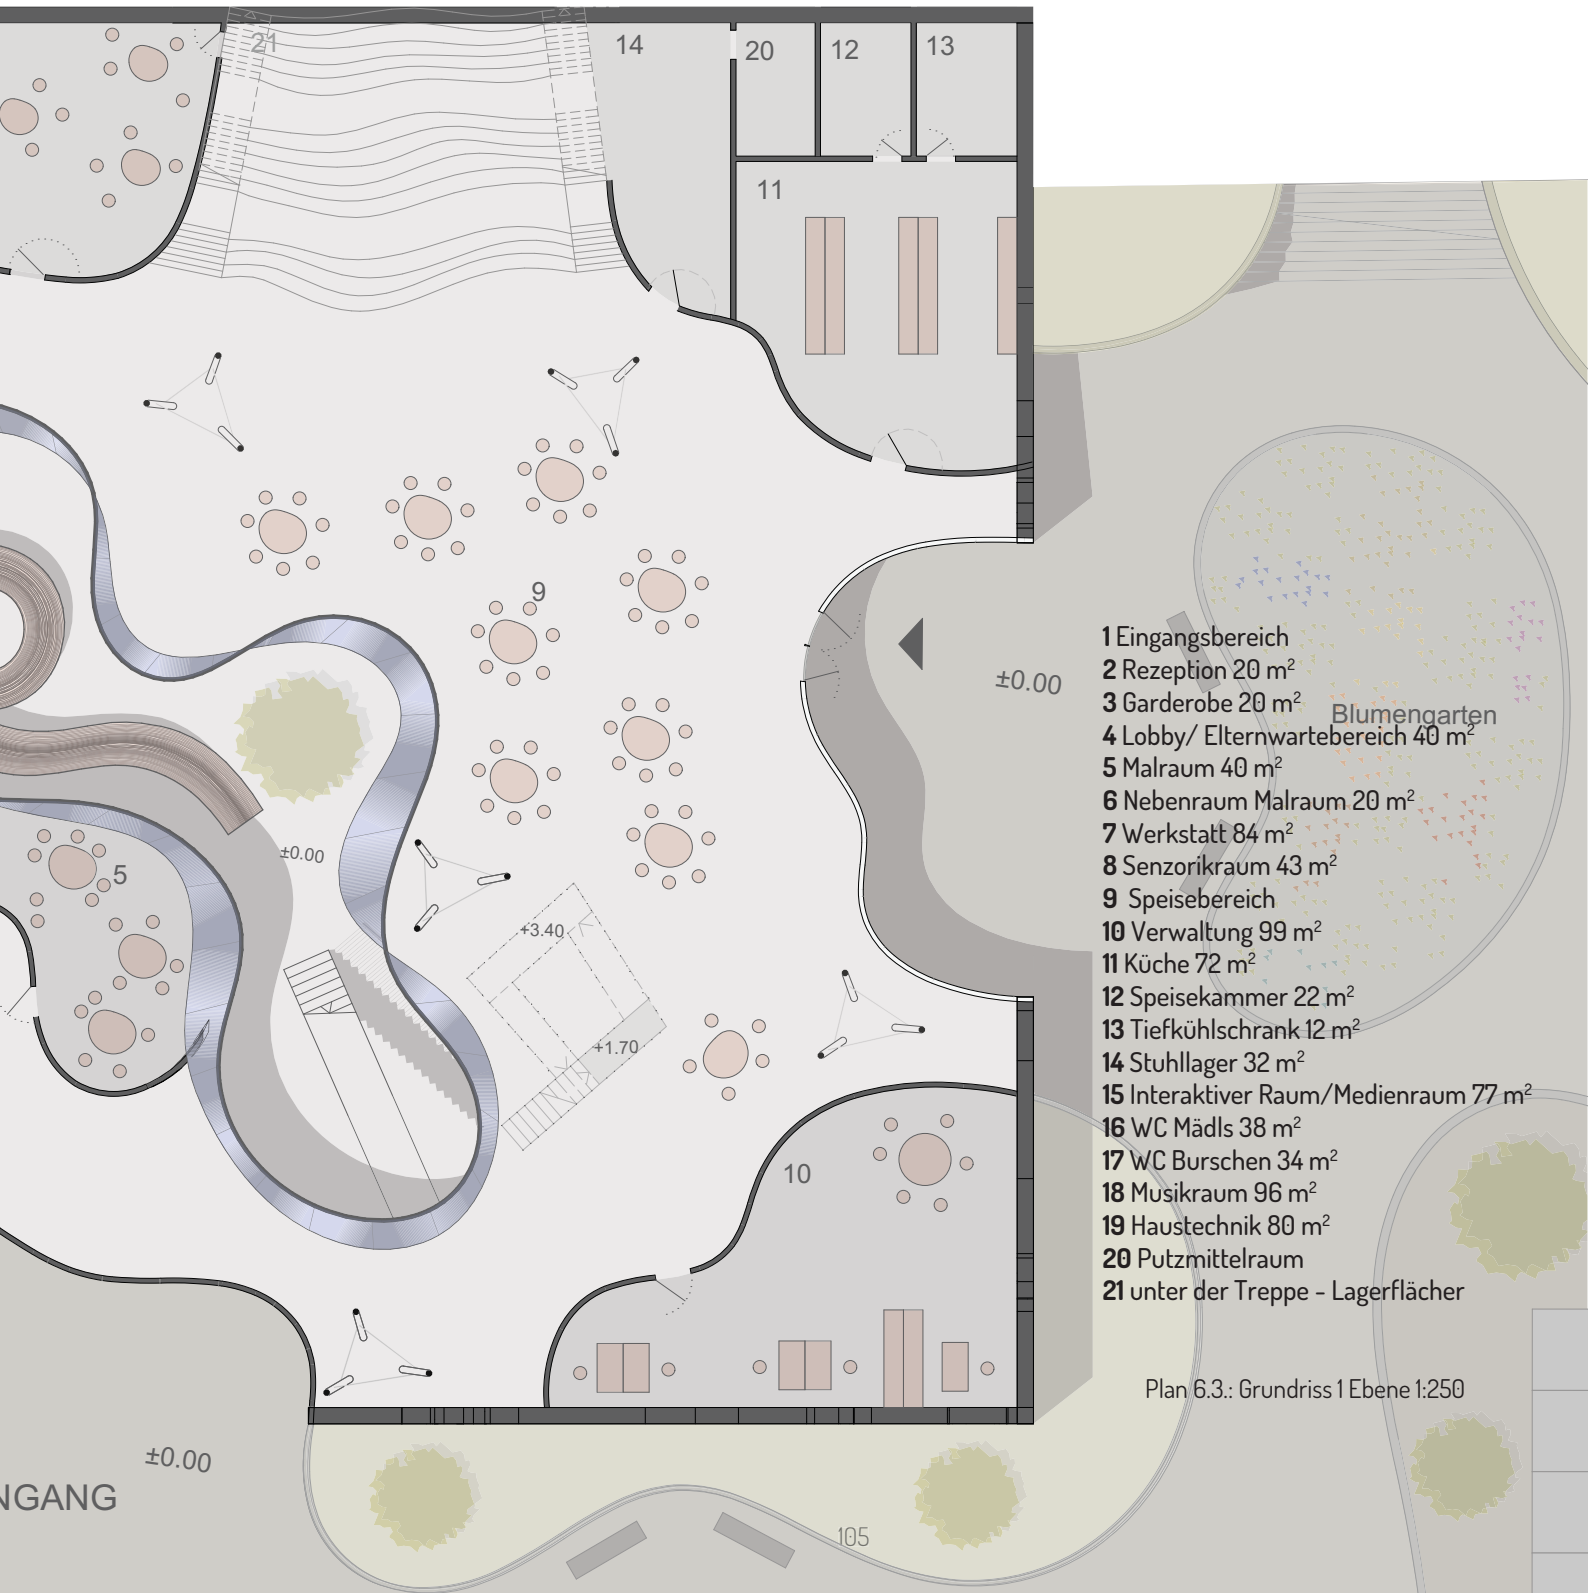 21
14
20
12
13
11
9
±0.00
Blumengarten
1 Eingangsbereich
2 Rezeption 20 m²
3 Garderobe 20 m²
4 Lobby/ Elternwartebereich 40 m²
5 Malraum 40 m²
6 Nebenraum Malraum 20 m²
7 Werkstatt 84 m²
8 Senzorikraum 43 m²
9 Speisebereich
10 Verwaltung 99 m²
11 Küche 72 m²
12 Speisekammer 22 m²
13 Tiefkühlschrank 12 m²
14 Stuhllager 32 m²
15 Interaktiver Raum/Medienraum 77 m²
16 WC Mädls 38 m²
17 WC Burschen 34 m²
18 Musikraum 96 m²
19 Haustechnik 80 m²
20 Putzmittelraum
21 unter der Treppe - Lagerflächer
±0.00
5
+3.40
+1.70
10
Plan 6.3.: Grundriss 1 Ebene 1:250
±0.00
NGANG
105